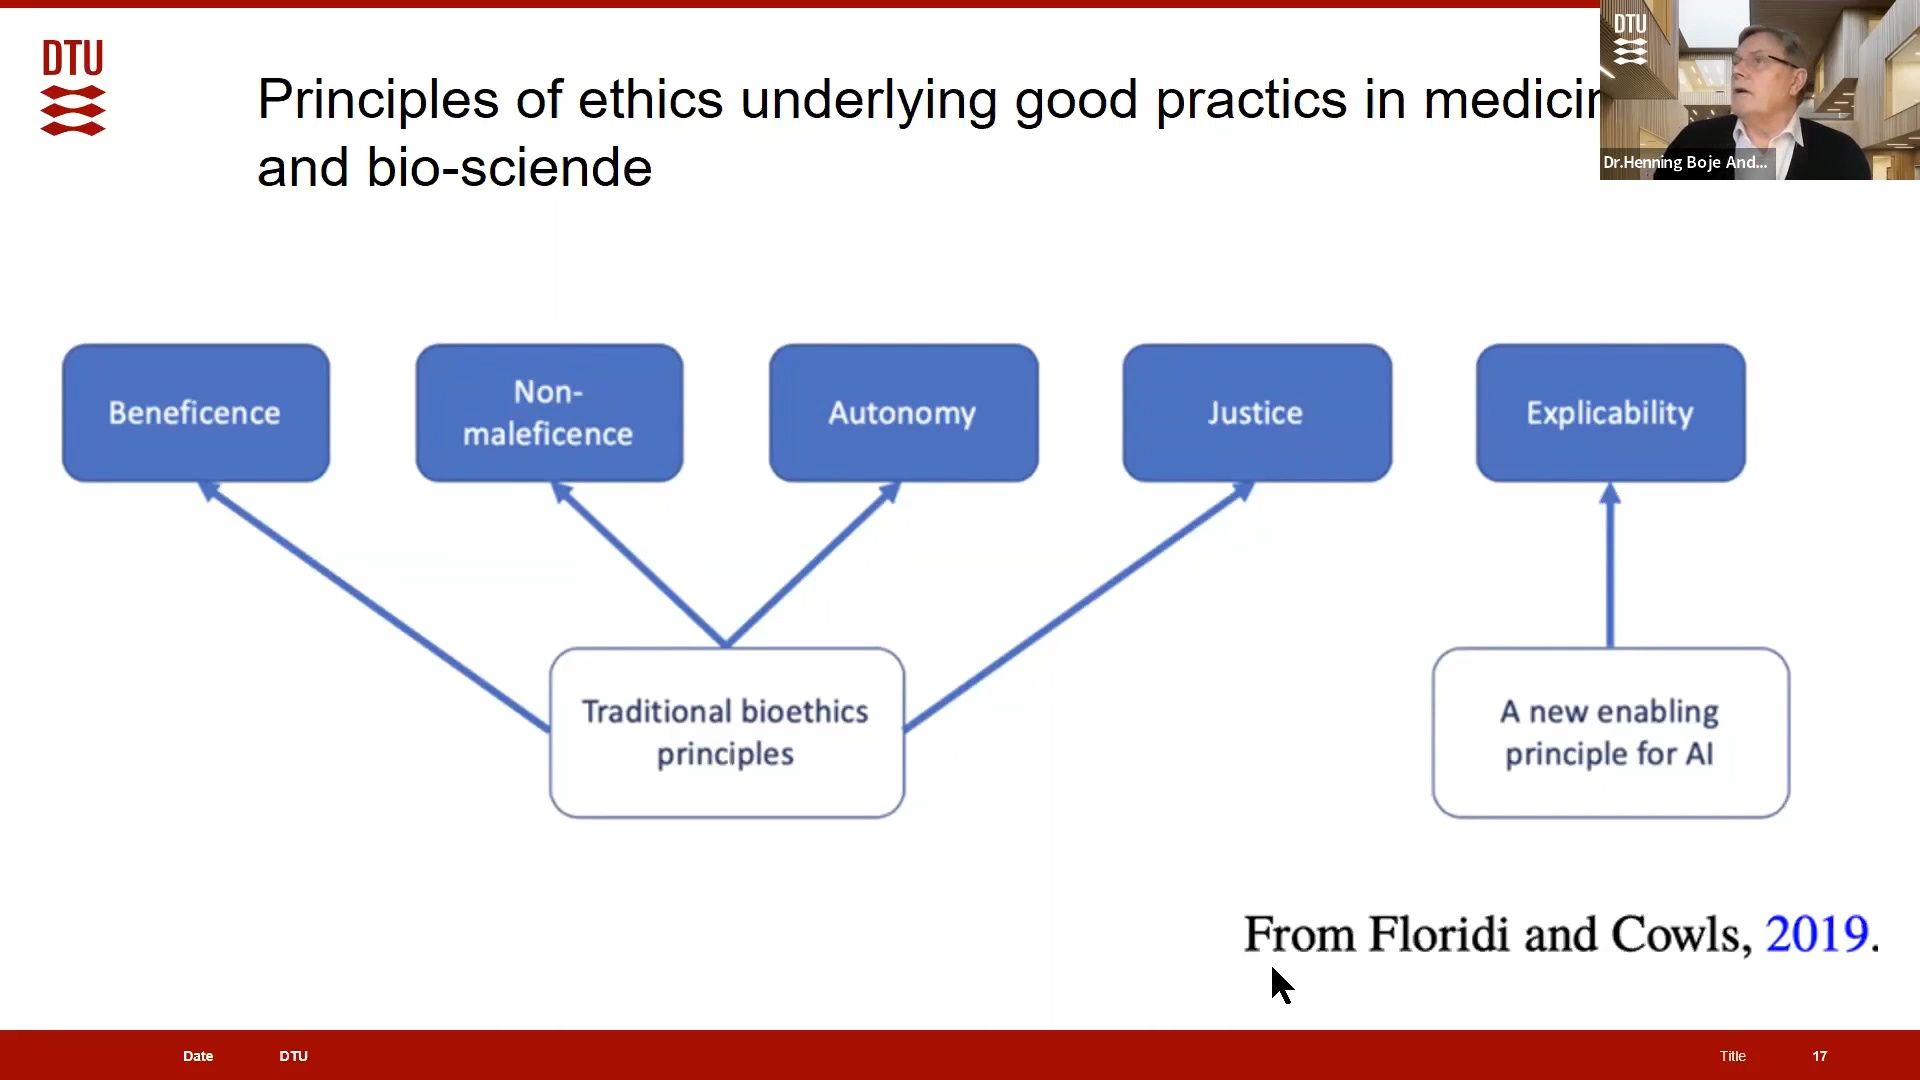 DTU
Principles of ethics underlying good practics in medicin
and bio-sciende
DTU
Dr.Henning Boje And...
Beneficence
Non-
maleficence
Autonomy
Justice
Explicability
Traditional bioethics
principles
A new enabling
principle for AI
From Floridi and Cowls, 2019.
Date
DTU
Title
17